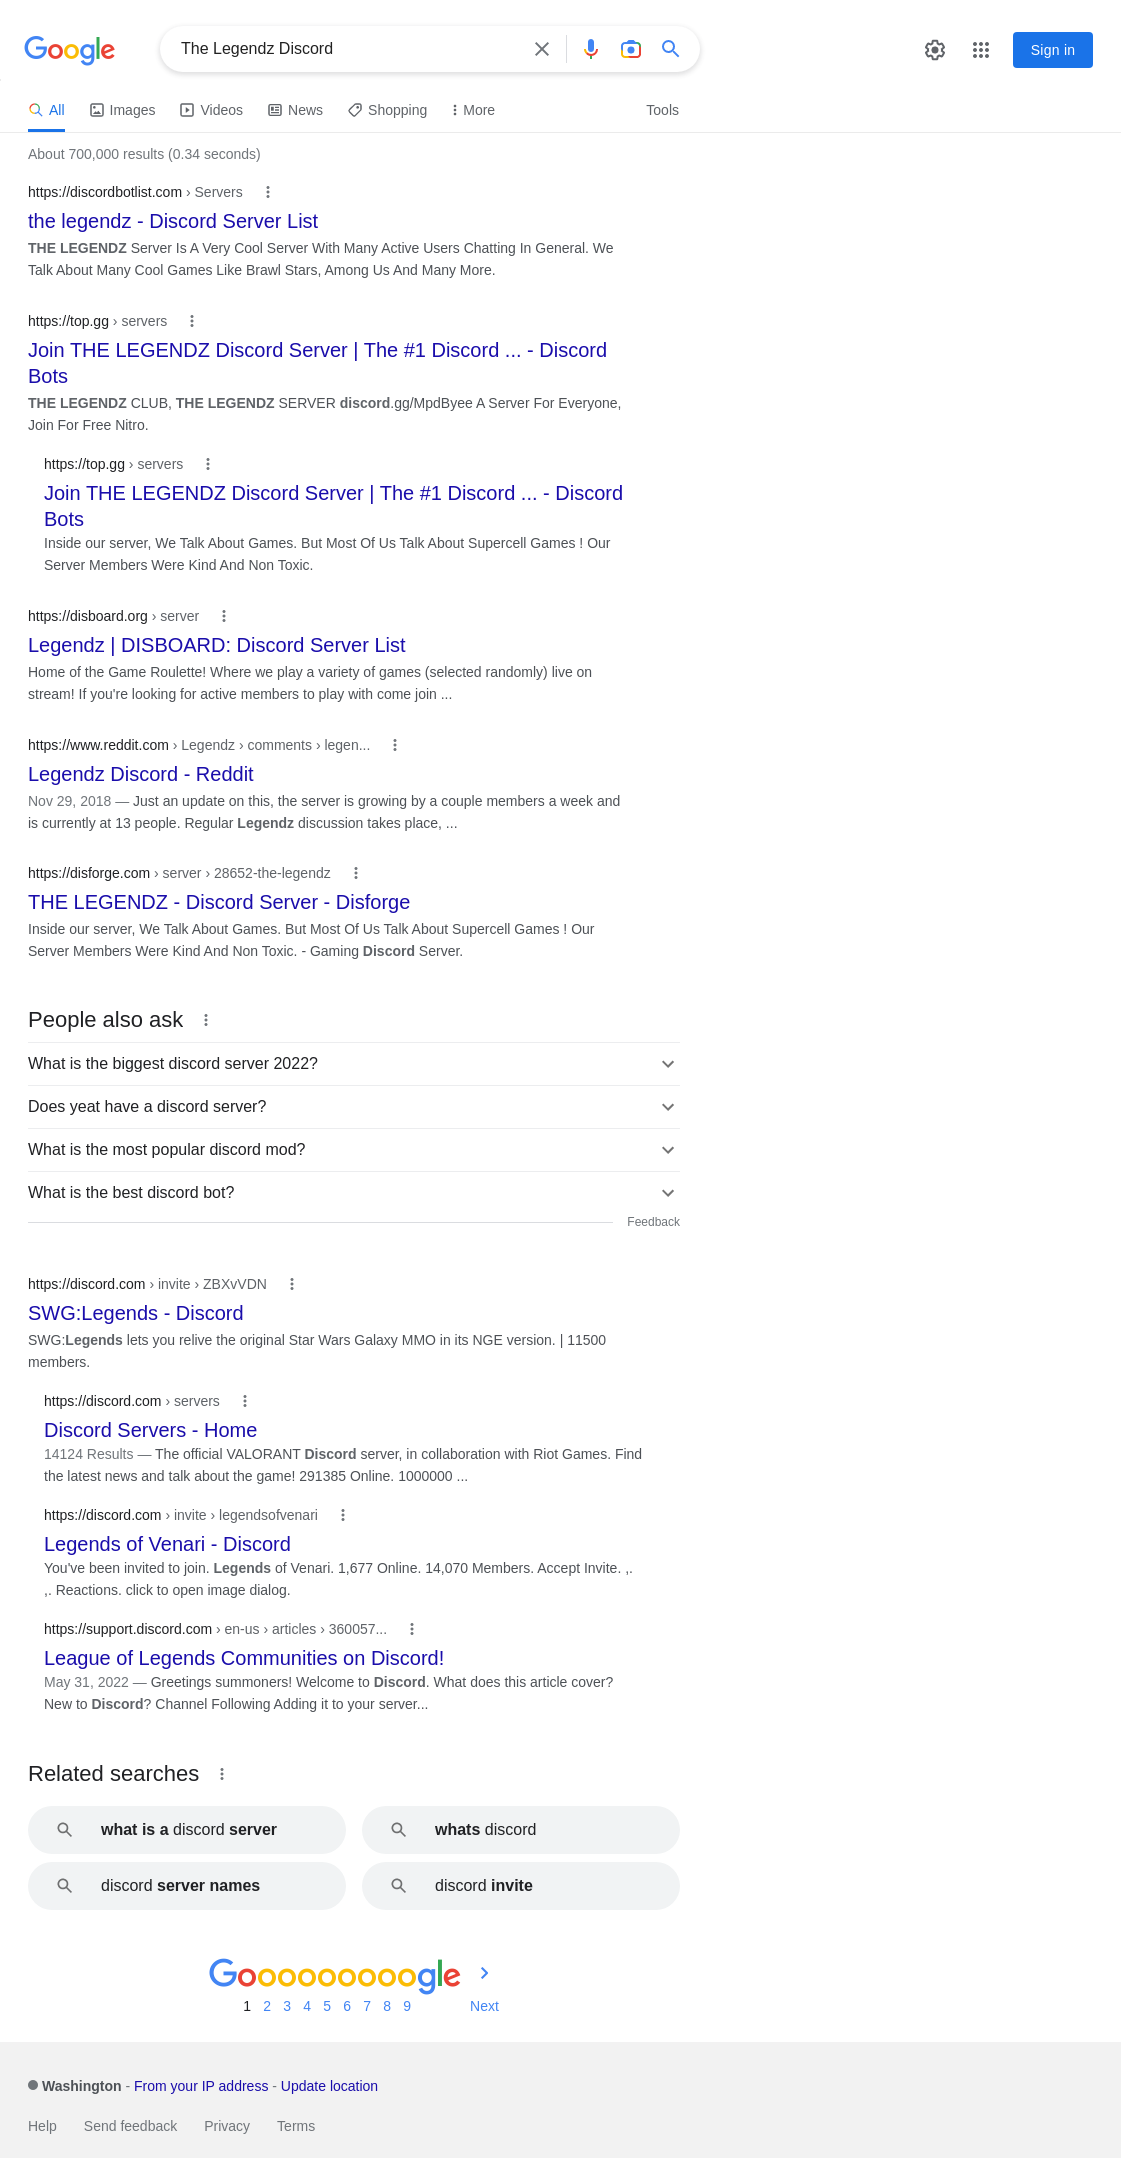 Google
The Legendz Discord
Sign in
All
Images
Videos
News
Shopping
More
Tools
About 700,000 results (0.34 seconds)
https://discordbotlist.com › Servers
the legendz - Discord Server List
THE LEGENDZ Server Is A Very Cool Server With Many Active Users Chatting In General. We
Talk About Many Cool Games Like Brawl Stars, Among Us And Many More.
https://top.gg › servers
Join THE LEGENDZ Discord Server | The #1 Discord ... - Discord
Bots
THE LEGENDZ CLUB, THE LEGENDZ SERVER discord.gg/MpdByee A Server For Everyone,
Join For Free Nitro.
https://top.gg › servers
Join THE LEGENDZ Discord Server | The #1 Discord ... - Discord
Bots
Inside our server, We Talk About Games. But Most Of Us Talk About Supercell Games ! Our
Server Members Were Kind And Non Toxic.
https://disboard.org › server
Legendz | DISBOARD: Discord Server List
Home of the Game Roulette! Where we play a variety of games (selected randomly) live on
stream! If you're looking for active members to play with come join ...
https://www.reddit.com › Legendz › comments › legen...
Legendz Discord - Reddit
Nov 29, 2018 — Just an update on this, the server is growing by a couple members a week and
is currently at 13 people. Regular Legendz discussion takes place, ...
https://disforge.com › server › 28652-the-legendz
THE LEGENDZ - Discord Server - Disforge
Inside our server, We Talk About Games. But Most Of Us Talk About Supercell Games ! Our
Server Members Were Kind And Non Toxic. - Gaming Discord Server.
People also ask
What is the biggest discord server 2022?
Does yeat have a discord server?
What is the most popular discord mod?
What is the best discord bot?
Feedback
https://discord.com › invite › ZBXvVDN
SWG:Legends - Discord
SWG:Legends lets you relive the original Star Wars Galaxy MMO in its NGE version. | 11500
members.
https://discord.com › servers
Discord Servers - Home
14124 Results — The official VALORANT Discord server, in collaboration with Riot Games. Find
the latest news and talk about the game! 291385 Online. 1000000 ...
https://discord.com › invite › legendsofvenari
Legends of Venari - Discord
You've been invited to join. Legends of Venari. 1,677 Online. 14,070 Members. Accept Invite. ,.
,. Reactions. click to open image dialog.
https://support.discord.com › en-us › articles › 360057...
League of Legends Communities on Discord!
May 31, 2022 — Greetings summoners! Welcome to Discord. What does this article cover?
New to Discord? Channel Following Adding it to your server...
Related searches
what is a discord server
whats discord
discord server names
discord invite
Goooooooooogle
1 2 3 4 5 6 7 8 9 Next
Washington - From your IP address - Update location
Help Send feedback Privacy Terms